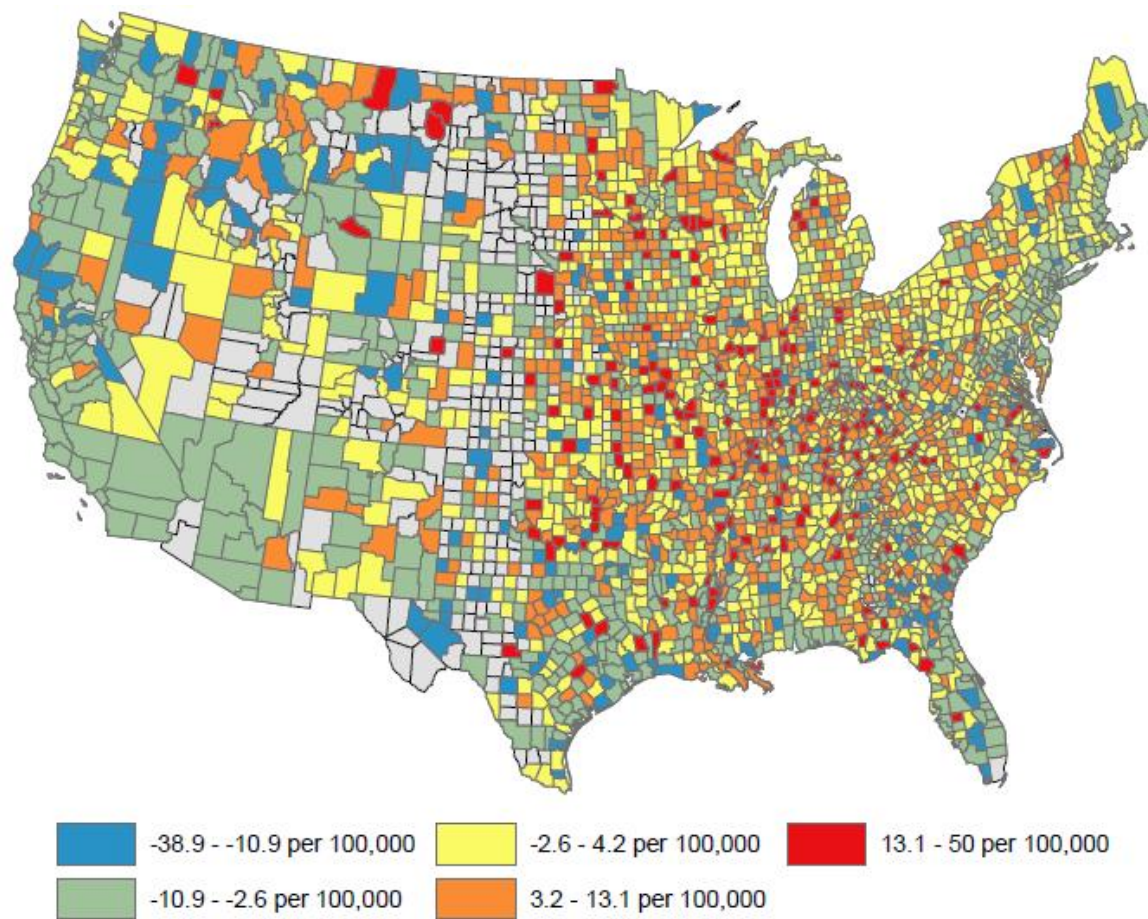 -38.9 - -10.9 per 100,000
-2.6 - 4.2 per 100,000
13.1 - 50 per 100,000
-10.9 - -2.6 per 100,000
3.2 - 13.1 per 100,000